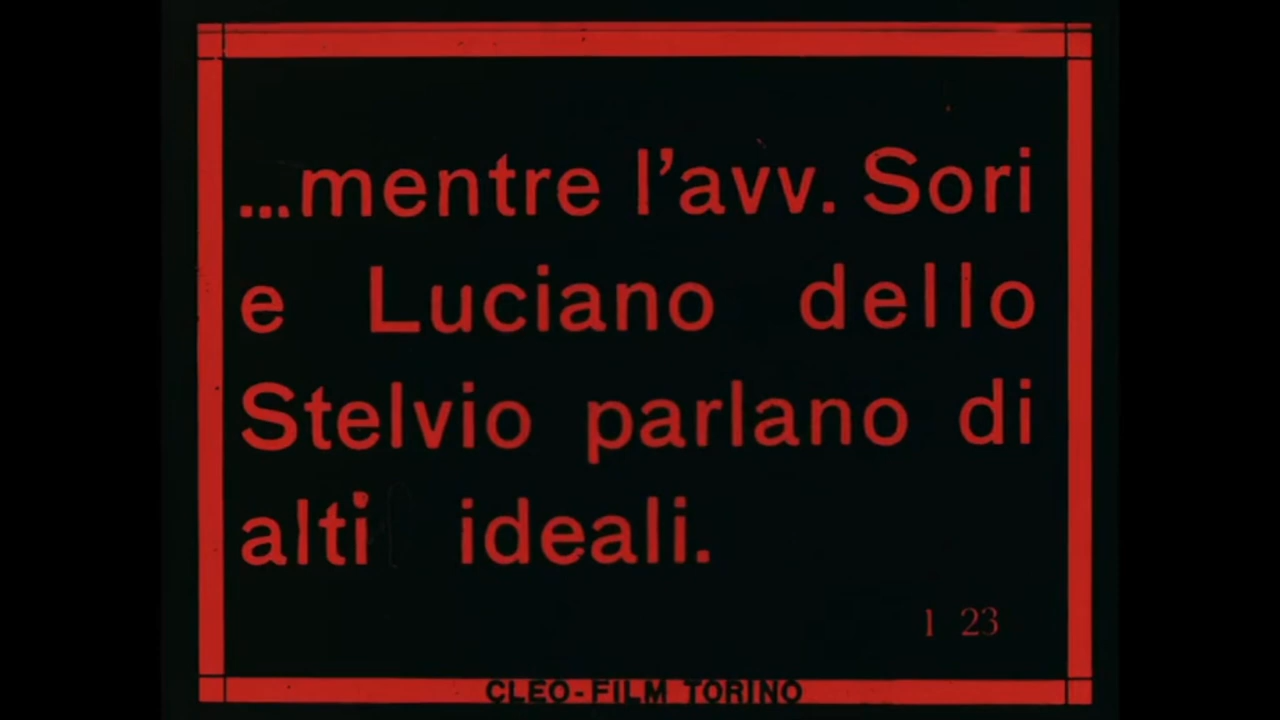 ...mentre l'avv. Sori
e Luciano dello
Stelvio parlano di
alti ideali.
1 23
CLEO-FILM TORINO